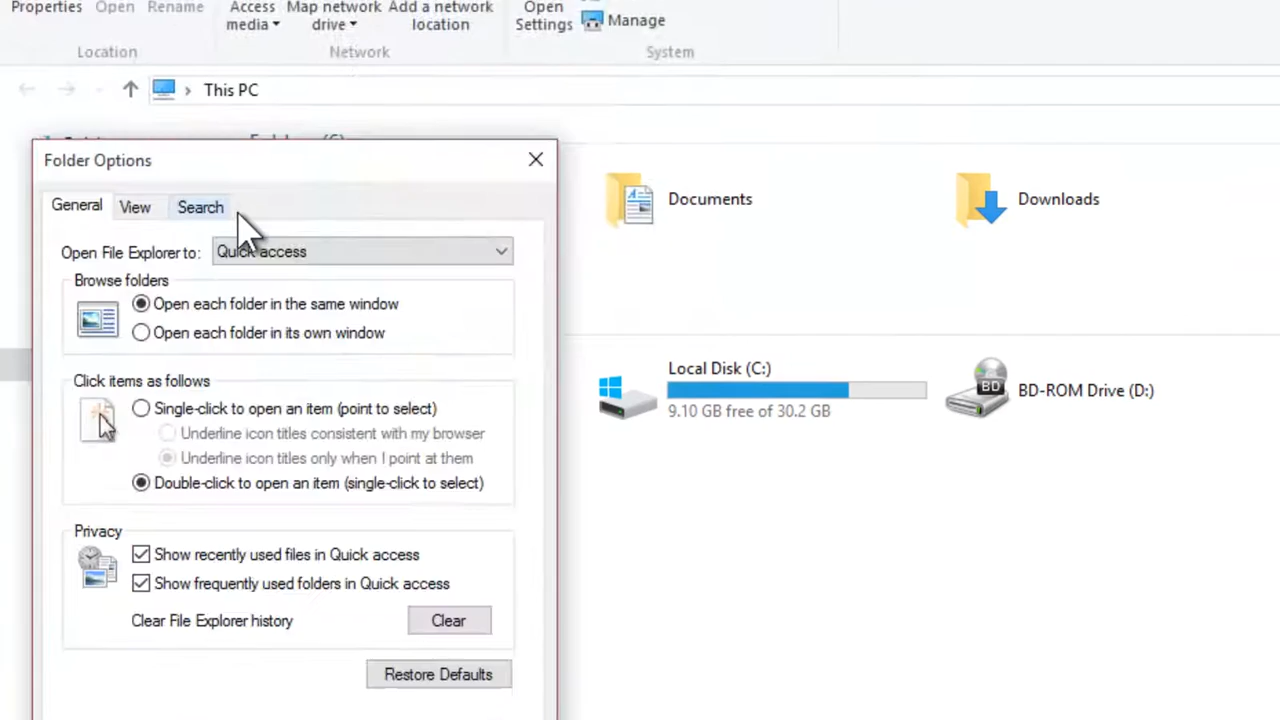 Properties Open Rename Access media Map network drive Add a network location Open Settings Manage
Location Network System
This PC
Folder Options
General View Search
Open File Explorer to: Quick access
Browse folders
Open each folder in the same window
Open each folder in its own window
Click items as follows
Single-click to open an item (point to select)
Underline icon titles consistent with my browser
Underline icon titles only when I point at them
Double-click to open an item (single-click to select)
Privacy
Show recently used files in Quick access
Show frequently used folders in Quick access
Clear File Explorer history Clear
Restore Defaults
Documents Downloads
Local Disk (C:)
9.10 GB free of 30.2 GB
BD-ROM Drive (D:)
BD